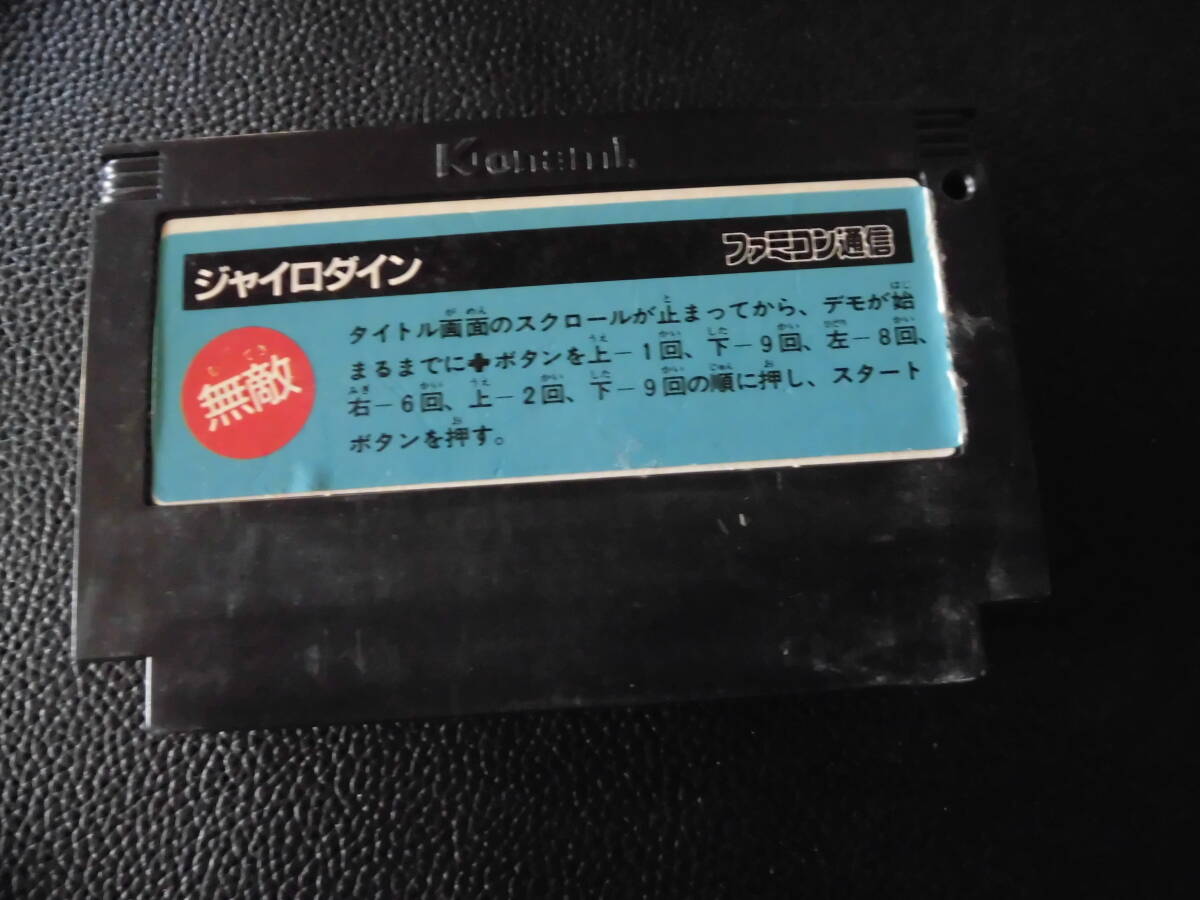 Konami
ジャイロダイン
ファミコン通信
無敵
タイトル画面のスクロールが止まってから、デモが始
まるまでに✚ボタンを上－1回、下－9回、左－8回、
右－6回、上－2回、下－9回の順に押し、スタート
ボタンを押す。